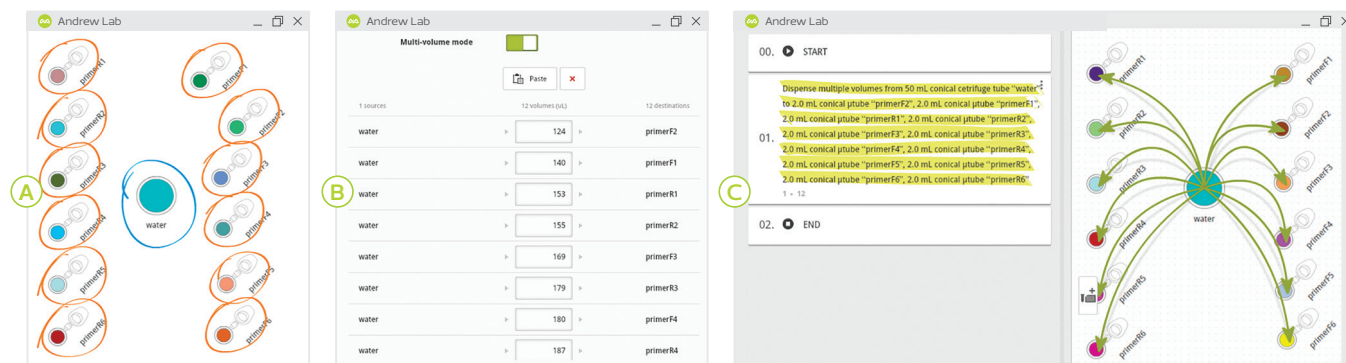 Andrew Lab
primerR1
primerF1
primerR2
primerF2
primerR3
primerF3
primerR4
primerF4
primerR5
primerF5
primerR6
primerF6
water
A
Andrew Lab
Multi-volume mode
Paste
1 sources 12 volumes (uL) 12 destinations
water 124 primerF2
water 140 primerF1
water 153 primerR1
water 155 primerR2
water 169 primerF3
water 179 primerR3
water 180 primerF4
water 187 primerR4
B
Andrew Lab
00. START
01.
Dispense multiple volumes from 50 mL conical cetrifuge tube "water"
to 2.0 mL conical µtube "primerF2", 2.0 mL conical µtube "primerF1",
2.0 mL conical µtube "primerR1", 2.0 mL conical µtube "primerR2",
2.0 mL conical µtube "primerF3", 2.0 mL conical µtube "primerR3",
2.0 mL conical µtube "primerF4", 2.0 mL conical µtube "primerR4",
2.0 mL conical µtube "primerF5", 2.0 mL conical µtube "primerR5",
2.0 mL conical µtube "primerF6", 2.0 mL conical µtube "primerR6"
1 - 12
02. END
C
primerR1
primerF1
primerR2
primerF2
primerR3
primerF3
primerR4
primerF4
primerR5
primerF5
primerR6
primerF6
water